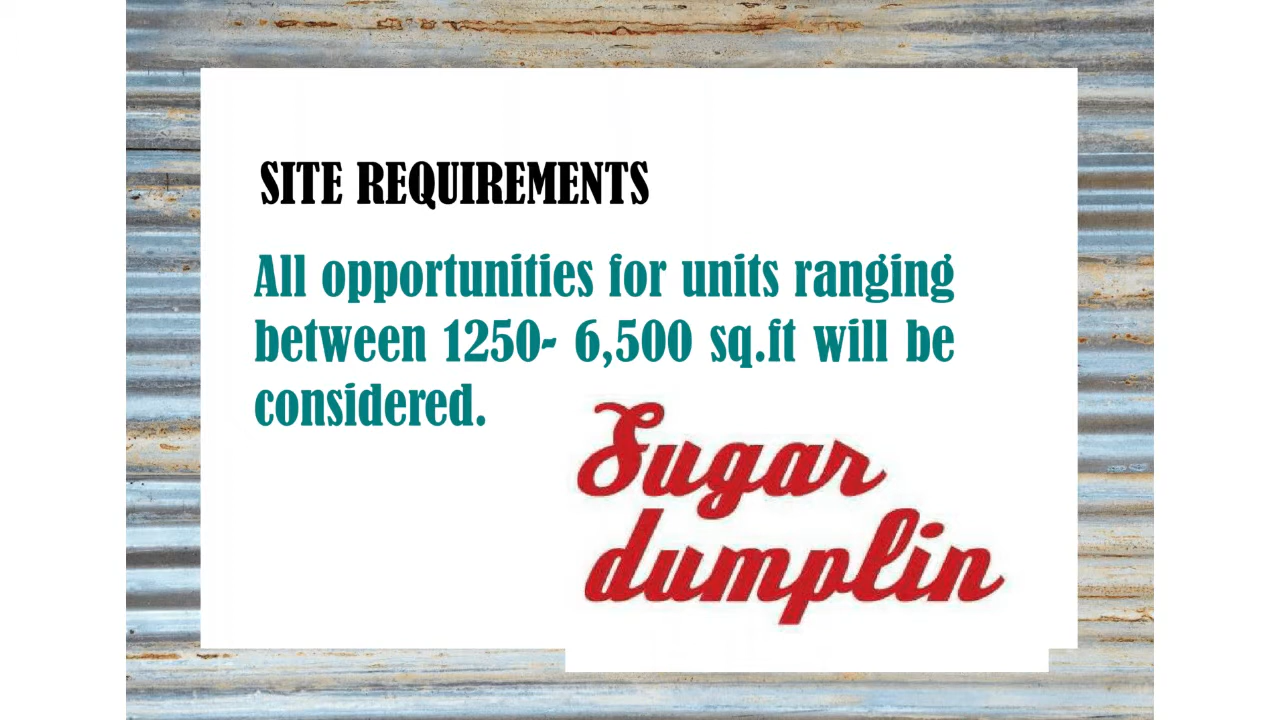 SITE REQUIREMENTS
All opportunities for units ranging
between 1250- 6,500 sq.ft will be
considered.
Sugar
dumplin